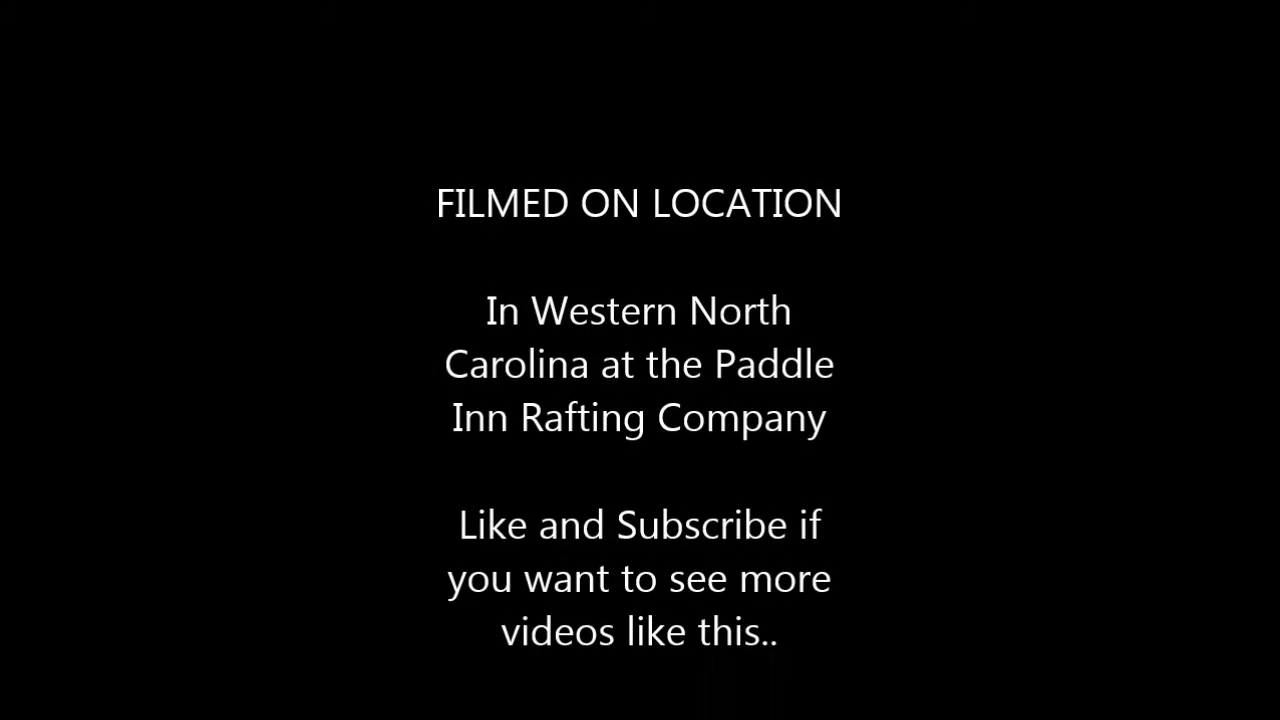 FILMED ON LOCATION
In Western North
Carolina at the Paddle
Inn Rafting Company
Like and Subscribe if
you want to see more
videos like this..